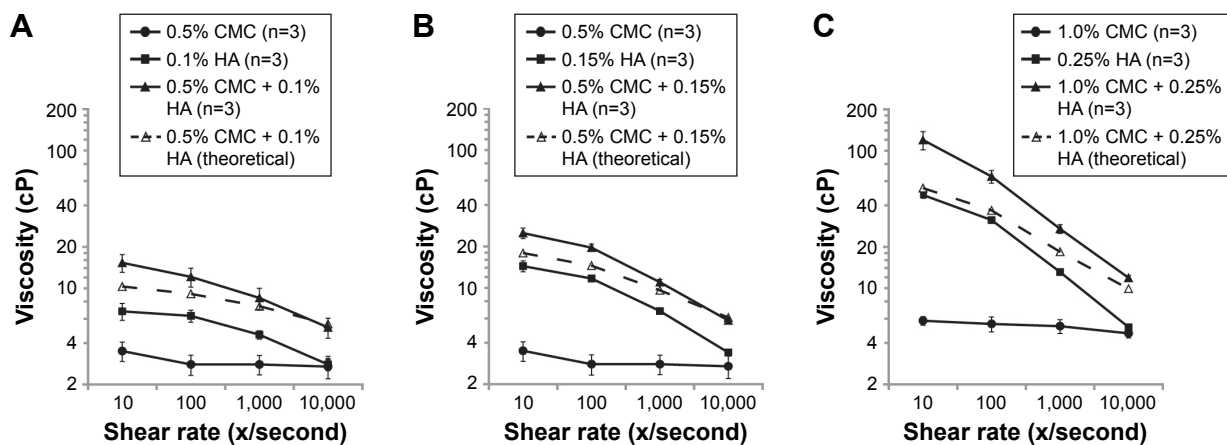 A
0.5% CMC (n=3)
0.1% HA (n=3)
0.5% CMC + 0.1%
HA (n=3)
0.5% CMC + 0.1%
HA (theoretical)
200
100
40
20
10
4
2
Viscosity (cP)
10
100
1,000
10,000
Shear rate (x/second)
B
0.5% CMC (n=3)
0.15% HA (n=3)
0.5% CMC + 0.15%
HA (n=3)
0.5% CMC + 0.15%
HA (theoretical)
200
100
40
20
10
4
2
Viscosity (cP)
10
100
1,000
10,000
Shear rate (x/second)
C
1.0% CMC (n=3)
0.25% HA (n=3)
1.0% CMC + 0.25%
HA (n=3)
1.0% CMC + 0.25%
HA (theoretical)
200
100
40
20
10
4
2
Viscosity (cP)
10
100
1,000
10,000
Shear rate (x/second)